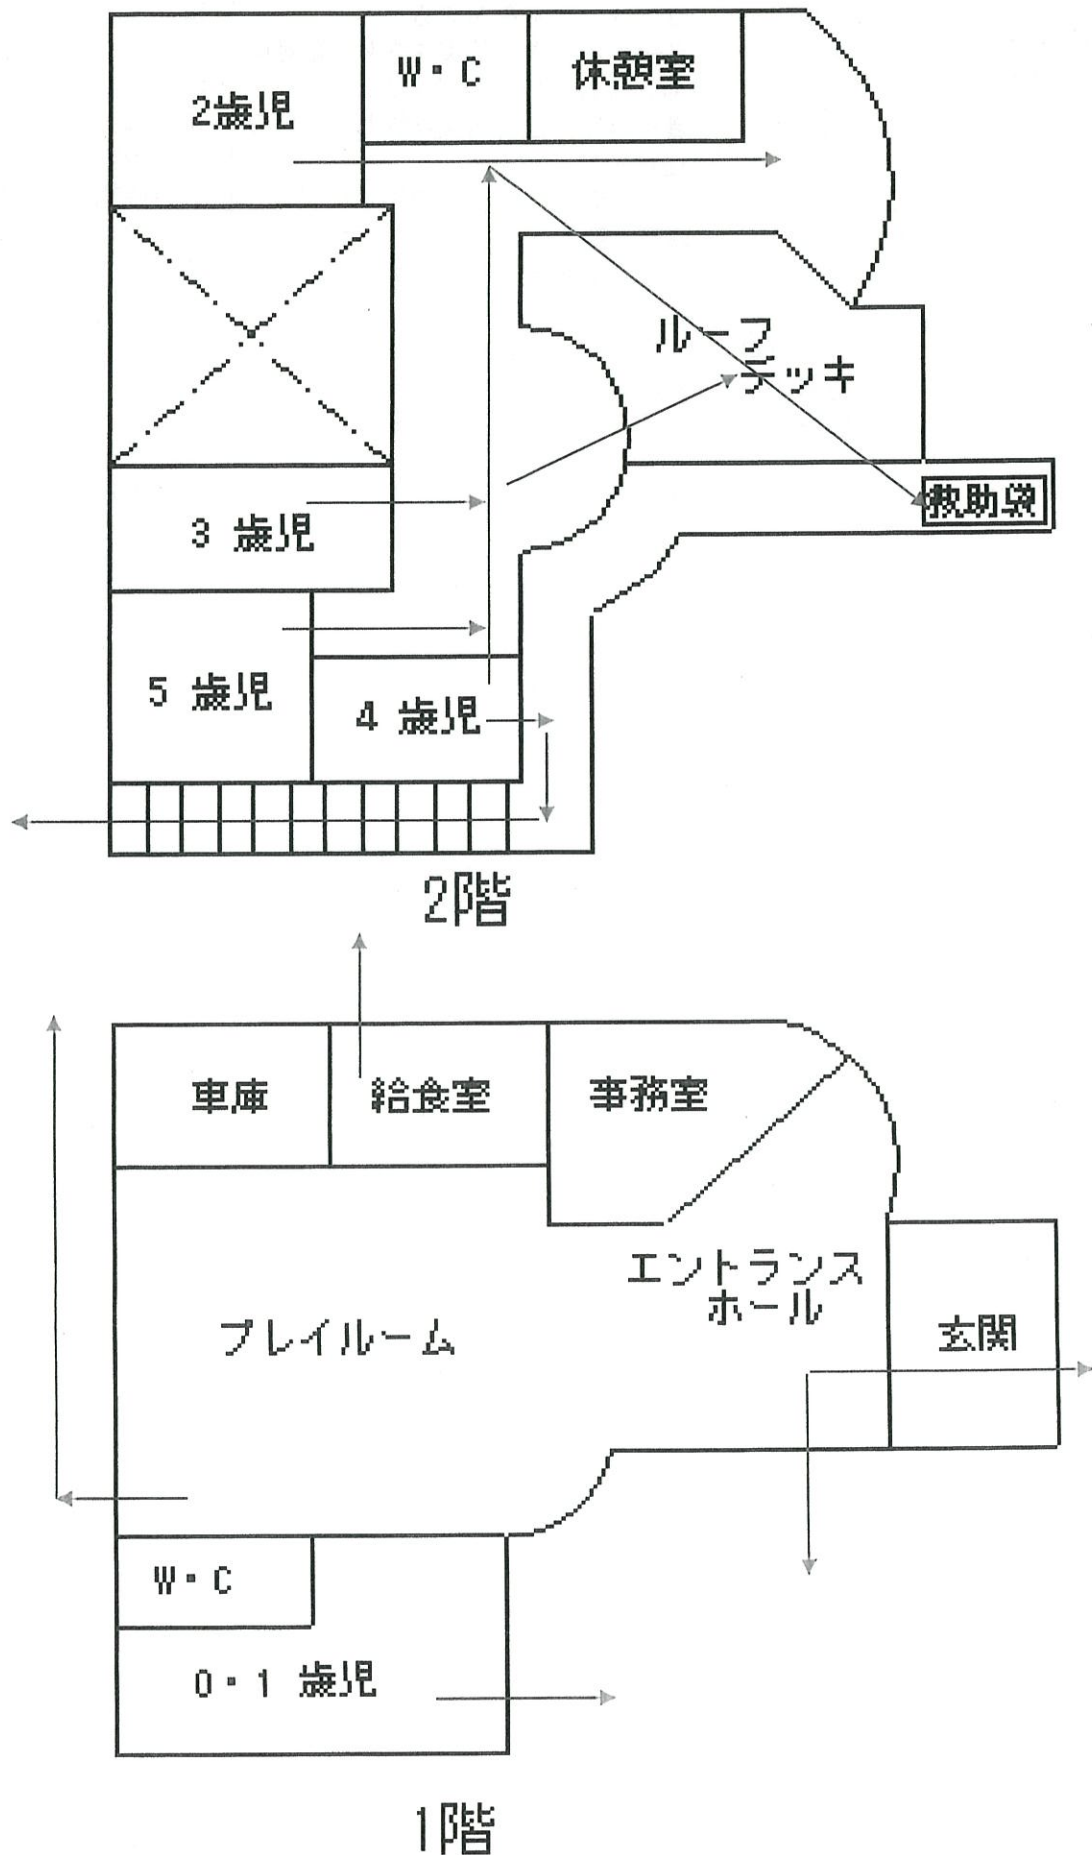 2歳児
W・C
休憩室
ルーフ
デッキ
救助袋
3 歳児
5 歳児
4 歳児
2階
車庫
給食室
事務室
エントランス
ホール
玄関
プレイルーム
W・C
0・1 歳児
1階